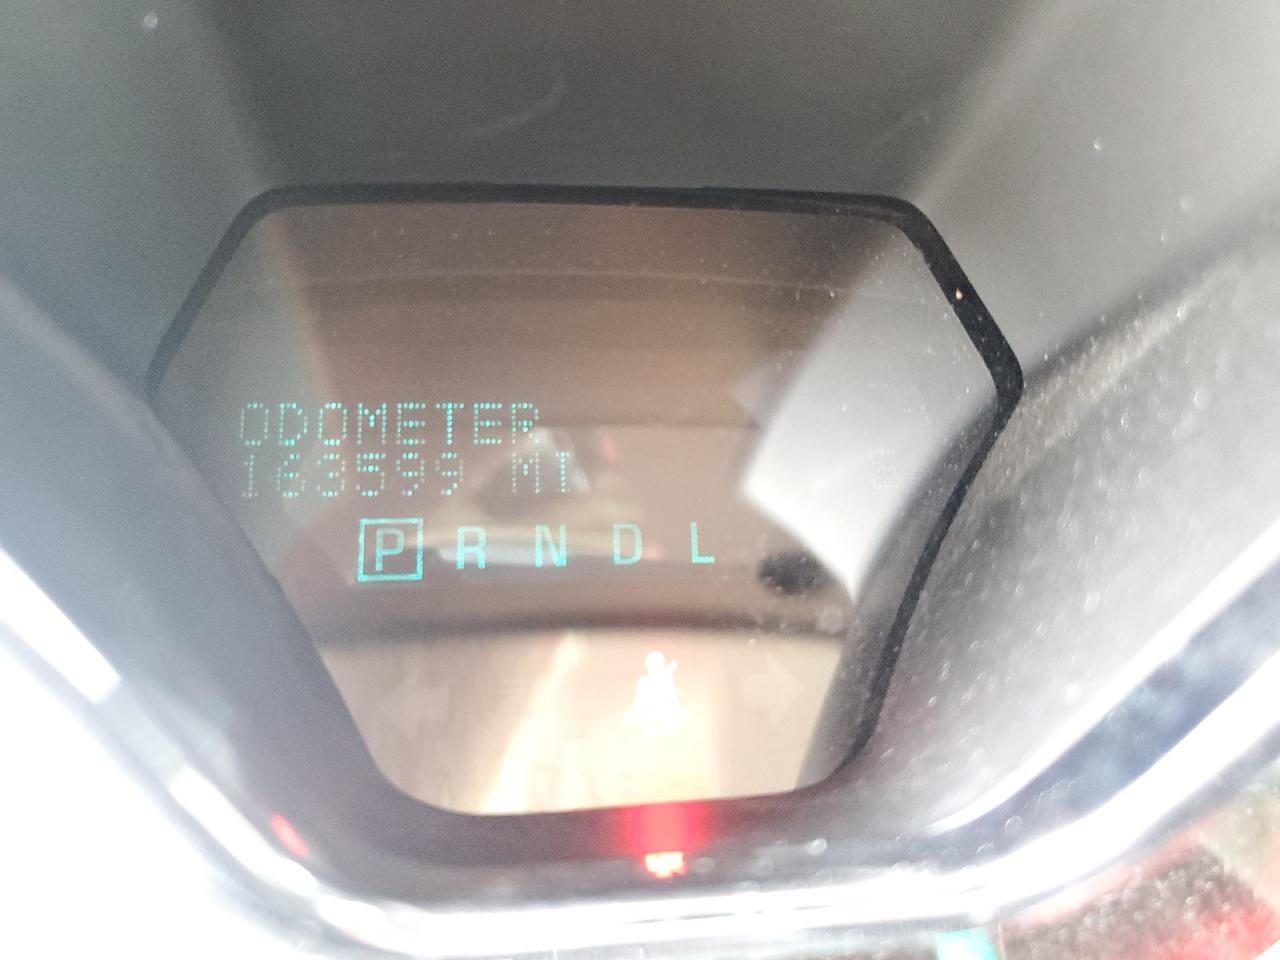 ODOMETER
163599 MI
E
P R N D L